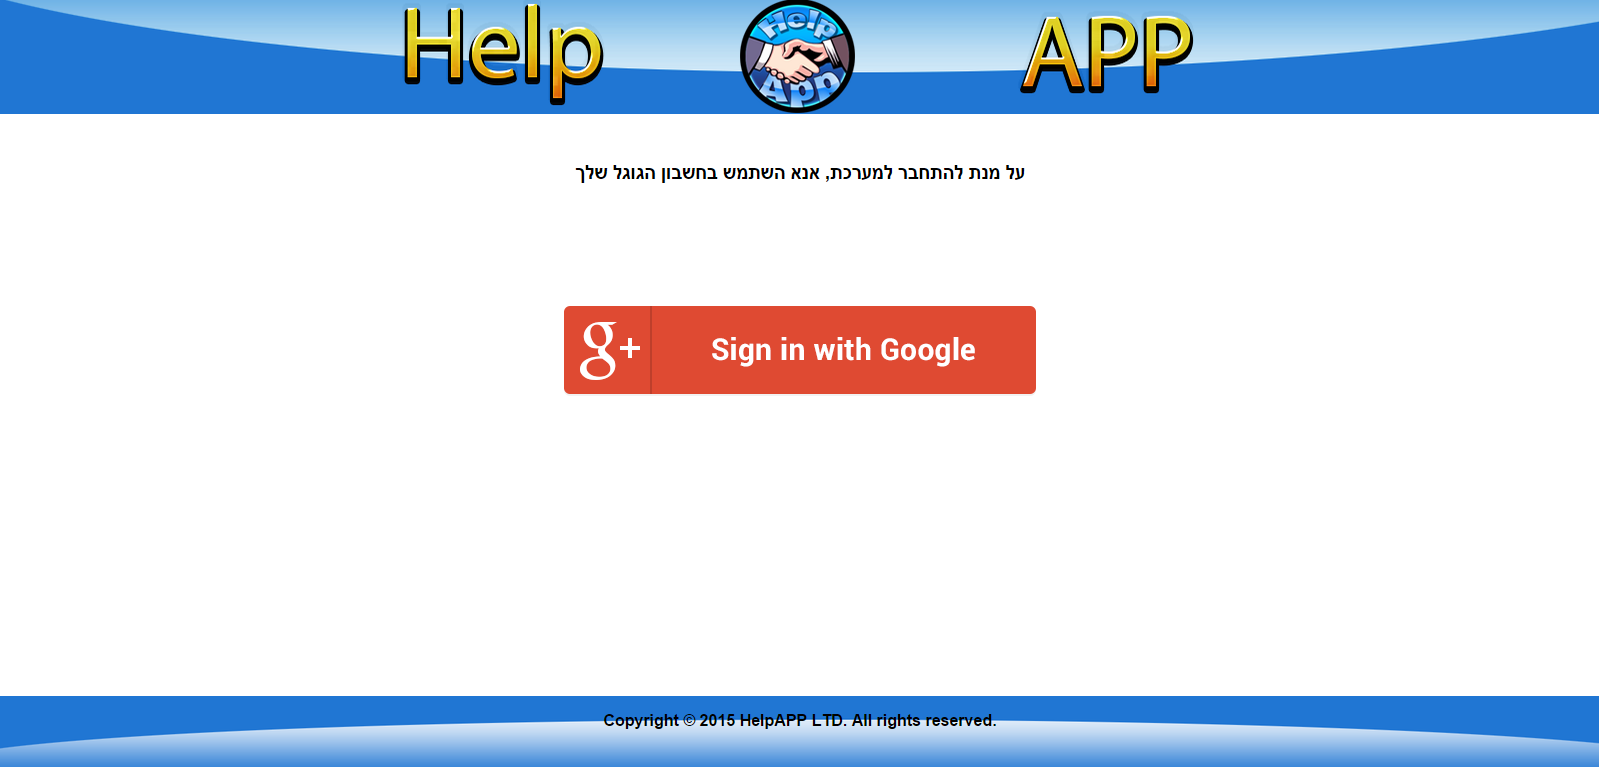 Help
Help
App
APP
על מנת להתחבר למערכת, אנא השתמש בחשבון הגוגל שלך
g+
Sign in with Google
Copyright © 2015 HelpAPP LTD. All rights reserved.